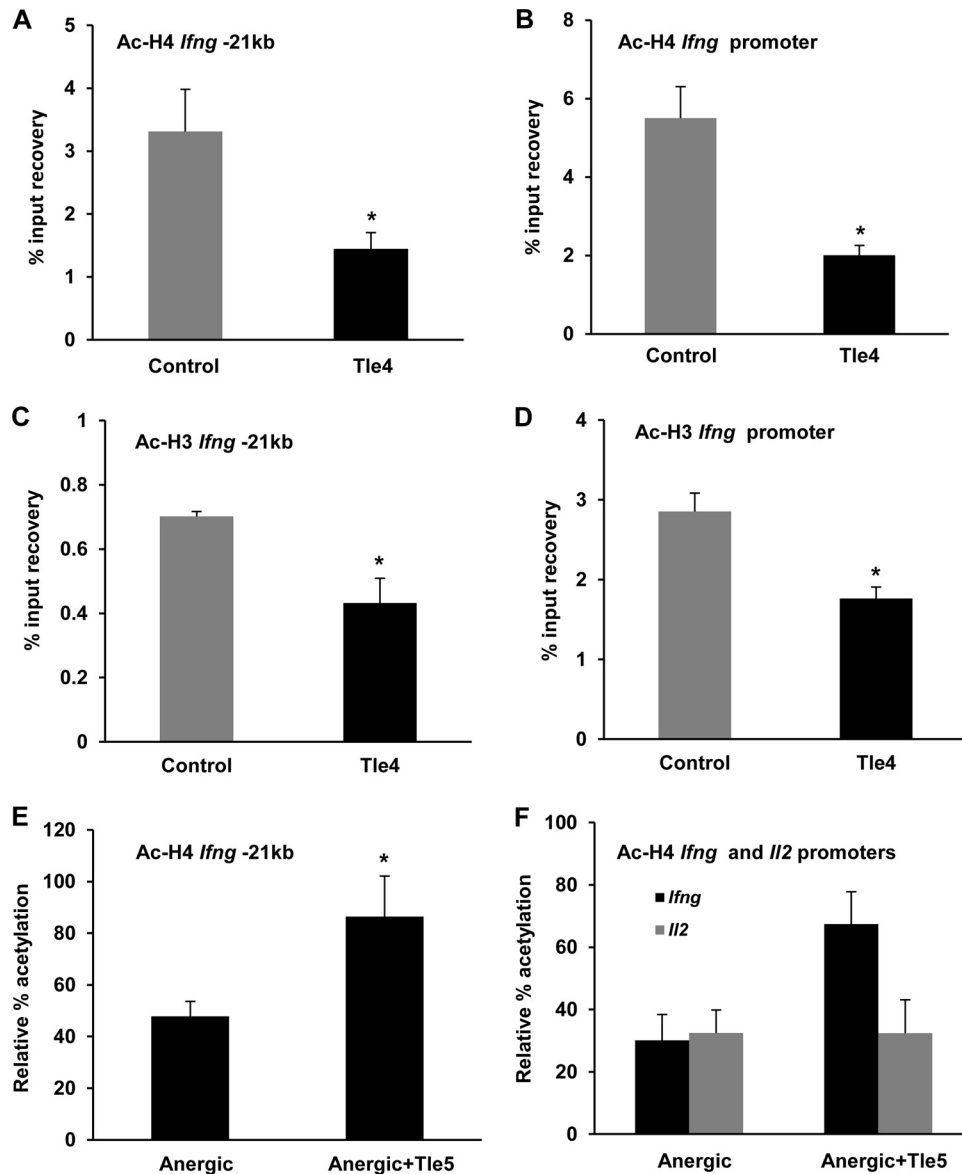 A
Ac-H4 Ifng -21kb
% input recovery
5
4
3
2
1
0
*
Control Tle4
B
Ac-H4 Ifng promoter
% input recovery
8
6
4
2
0
*
Control Tle4
C
Ac-H3 Ifng -21kb
% input recovery
1
0.8
0.6
0.4
0.2
0
*
Control Tle4
D
Ac-H3 Ifng promoter
% input recovery
4
3
2
1
0
*
Control Tle4
E
Ac-H4 Ifng -21kb
Relative % acetylation
120
100
80
60
40
20
0
*
Anergic Anergic+Tle5
F
Ac-H4 Ifng and Il2 promoters
Relative % acetylation
100
80
60
40
20
0
Ifng
Il2
Anergic Anergic+Tle5